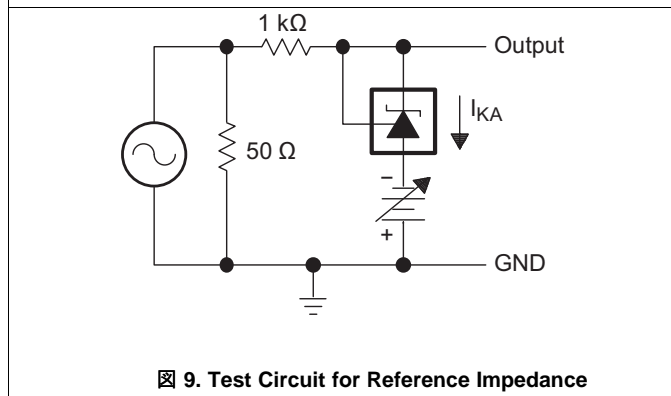 1 kΩ
Output
I_KA
50 Ω
−
+
GND
図 9. Test Circuit for Reference Impedance